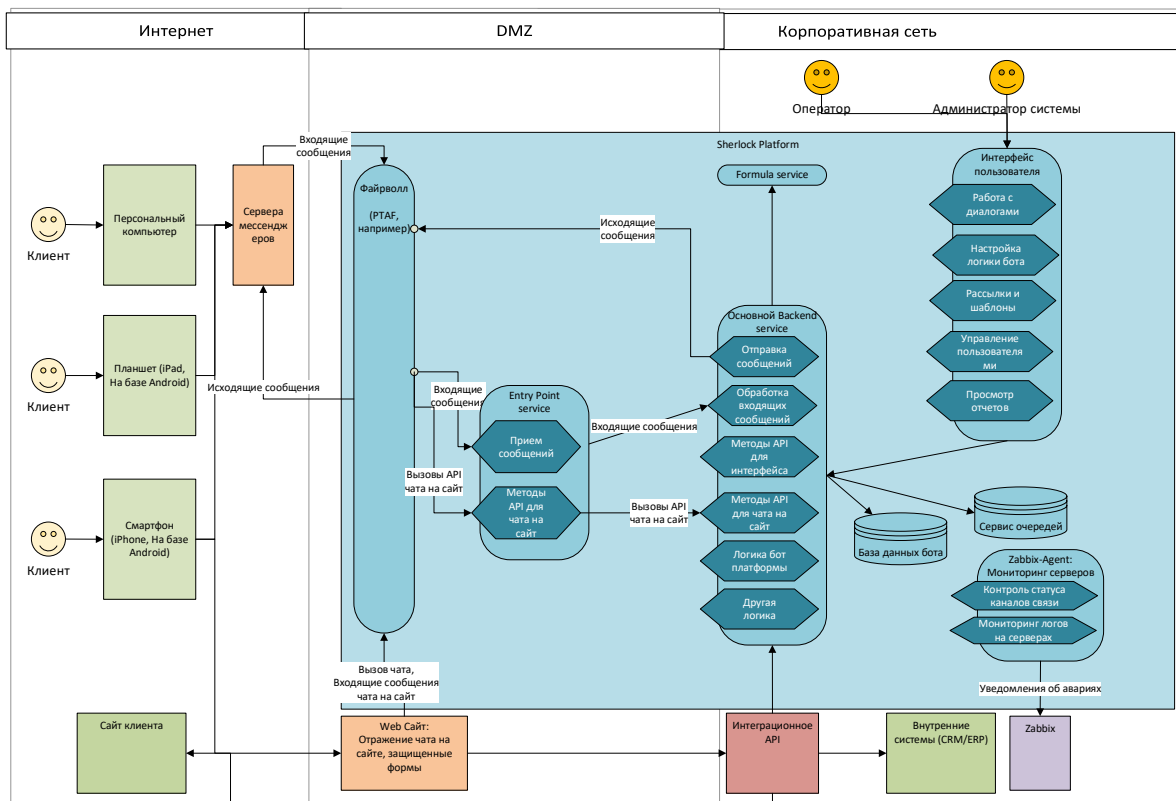 Интернет
DMZ
Корпоративная сеть
Оператор
Администратор системы
Входящие
сообщения
Sherlock Platform
Formula service
Интерфейс
пользователя
Файрволл
(PTAF,
например)
Персональный
компьютер
Сервера
мессендж
еров
Клиент
Исходящие
сообщения
Работа с
диалогами
Настройка
логики бота
Рассылки и
шаблоны
Управление
пользователя
ми
Просмотр
отчетов
Основной Backend
service
Отправка
сообщений
Обработка
входящих
сообщений
Методы API
для
интерфейса
Методы API
для чата на
сайт
Логика бот
платформы
Другая
логика
Планшет (iPad,
На базе Android)
Клиент
Исходящие сообщения
Входящие
сообщения
Entry Point
service
Прием
сообщений
Методы
API для
чата на
сайт
Входящие сообщения
Вызовы API
чата на сайт
Вызовы API
чата на сайт
Смартфон
(iPhone, На базе
Android)
Клиент
База данных бота
Сервис очередей
Zabbix-Агент:
Мониторинг серверов
Контроль статуса
каналов связи
Мониторинг логов
на серверах
Вызов чата,
Входящие сообщения
чата на сайт
Уведомления об авариях
Сайт клиента
Web Сайт:
Отражение чата на
сайте, защищенные
формы
Интеграционное
API
Внутренние
системы (CRM/ERP)
Zabbix